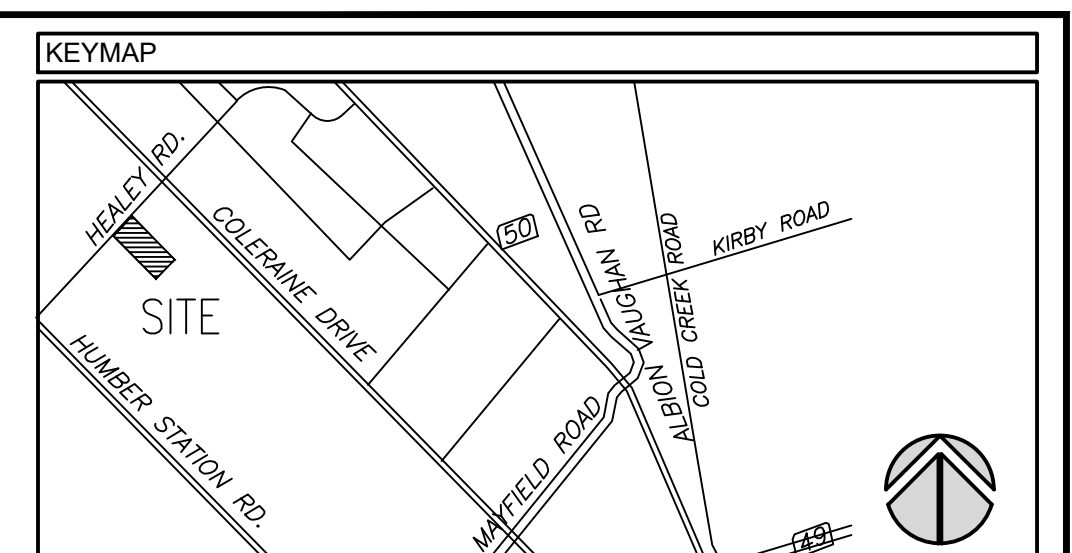 KEYMAP
HEALEY RD.
COLERAINE DRIVE
50
ALBION VAUGHAN RD
COLD CREEK ROAD
KIRBY ROAD
SITE
HUMBER STATION RD.
MAYFIELD ROAD
49